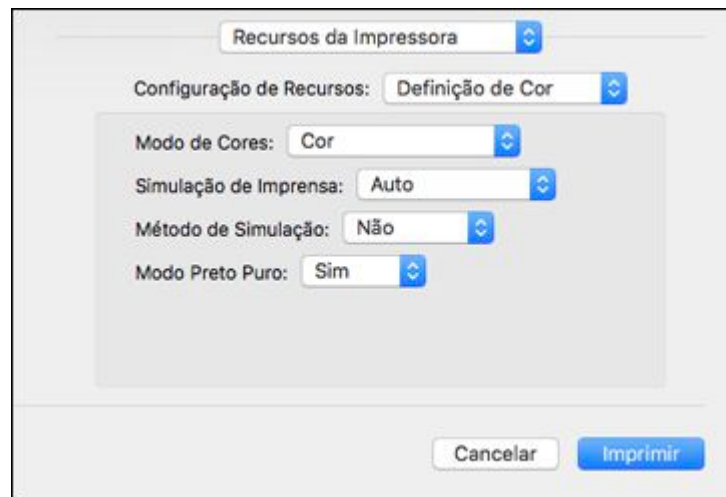 Recursos da Impressora
Configuração de Recursos: Definição de Cor
Modo de Cores: Cor
Simulação de Imprensa: Auto
Método de Simulação: Não
Modo Preto Puro: Sim
Cancelar Imprimir